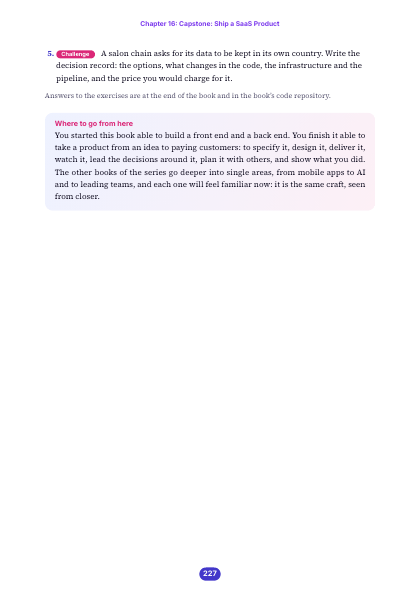 Chapter 16: Capstone: Ship a SaaS Product
5. Challenge A salon chain asks for its data to be kept in its own country. Write the
decision record: the options, what changes in the code, the infrastructure and the
pipeline, and the price you would charge for it.
Answers to the exercises are at the end of the book and in the book's code repository.
Where to go from here
You started this book able to build a front end and a back end. You finish it able to
take a product from an idea to paying customers: to specify it, design it, deliver it,
watch it, lead the decisions around it, plan it with others, and show what you did.
The other books of the series go deeper into single areas, from mobile apps to AI
and to leading teams, and each one will feel familiar now: it is the same craft, seen
from closer.
227